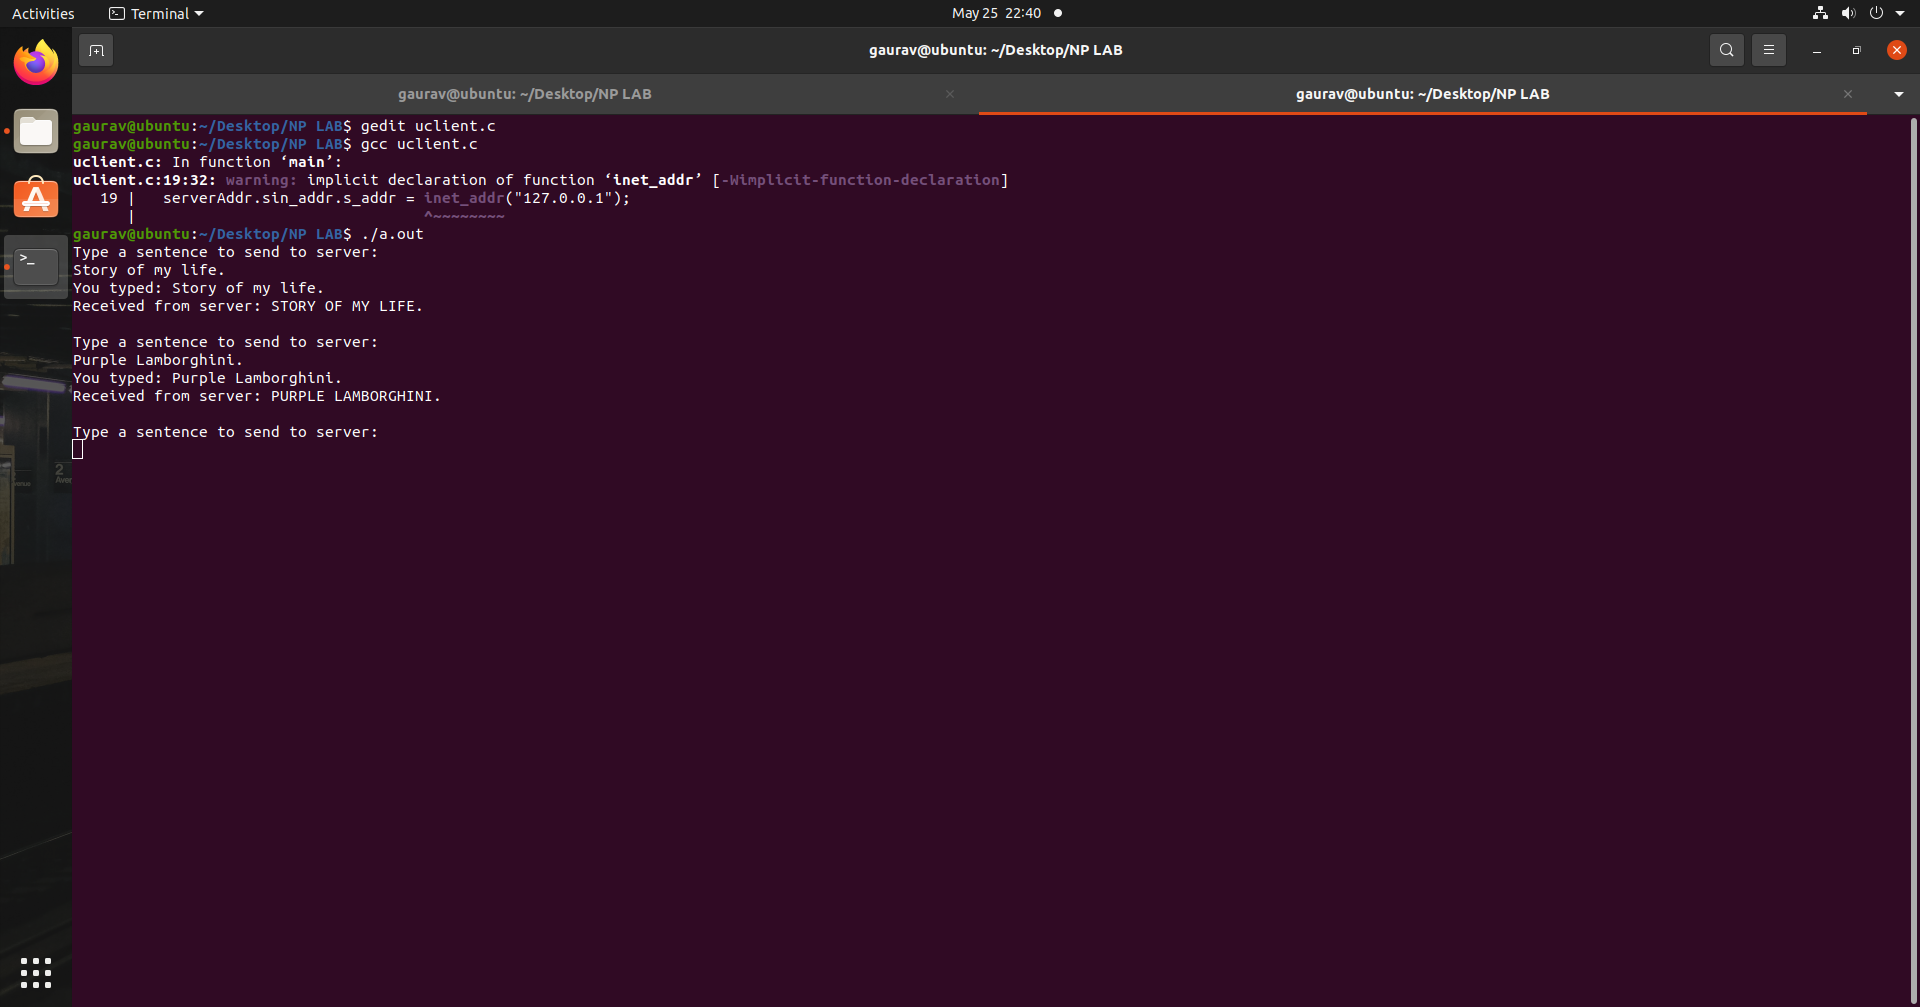 Activities
Terminal
May 25 22:40
gaurav@ubuntu: ~/Desktop/NP LAB
gaurav@ubuntu: ~/Desktop/NP LAB
gaurav@ubuntu: ~/Desktop/NP LAB
gaurav@ubuntu:~/Desktop/NP LAB$ gedit uclient.c
gaurav@ubuntu:~/Desktop/NP LAB$ gcc uclient.c
uclient.c: In function ‘main’:
uclient.c:19:32: warning: implicit declaration of function ‘inet_addr’ [-Wimplicit-function-declaration]
19 |   serverAddr.sin_addr.s_addr = inet_addr("127.0.0.1");
|                                ^~~~~~~~~
gaurav@ubuntu:~/Desktop/NP LAB$ ./a.out
Type a sentence to send to server:
Story of my life.
You typed: Story of my life.
Received from server: STORY OF MY LIFE.
Type a sentence to send to server:
Purple Lamborghini.
You typed: Purple Lamborghini.
Received from server: PURPLE LAMBORGHINI.
Type a sentence to send to server:
2